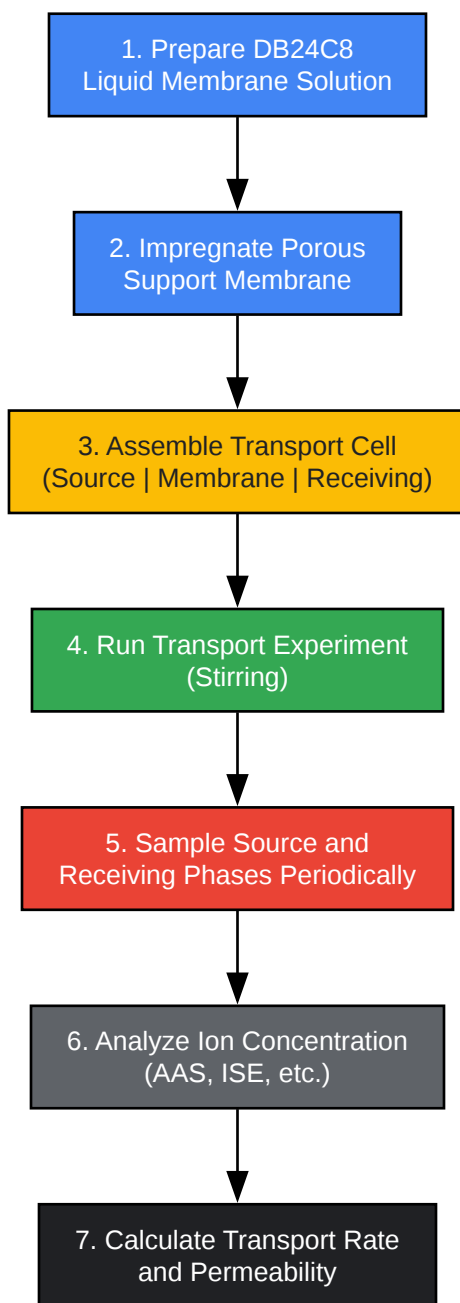 1. Prepare DB24C8
Liquid Membrane Solution
2. Impregnate Porous
Support Membrane
3. Assemble Transport Cell
(Source | Membrane | Receiving)
4. Run Transport Experiment
(Stirring)
5. Sample Source and
Receiving Phases Periodically
6. Analyze Ion Concentration
(AAS, ISE, etc.)
7. Calculate Transport Rate
and Permeability